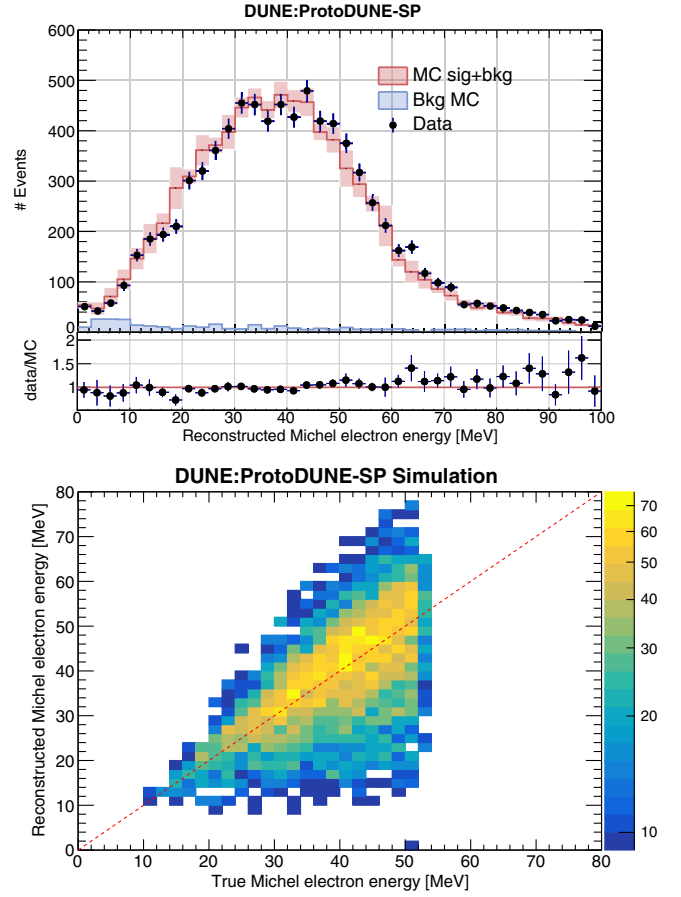 DUNE:ProtoDUNE-SP
600
500
400
300
200
100
0
# Events
MC sig+bkg
Bkg MC
Data
2
1.5
1
data/MC
0 10 20 30 40 50 60 70 80 90 100
Reconstructed Michel electron energy [MeV]
DUNE:ProtoDUNE-SP Simulation
80
70
60
50
40
30
20
10
0
Reconstructed Michel electron energy [MeV]
70
60
50
40
30
20
10
0 10 20 30 40 50 60 70 80
True Michel electron energy [MeV]